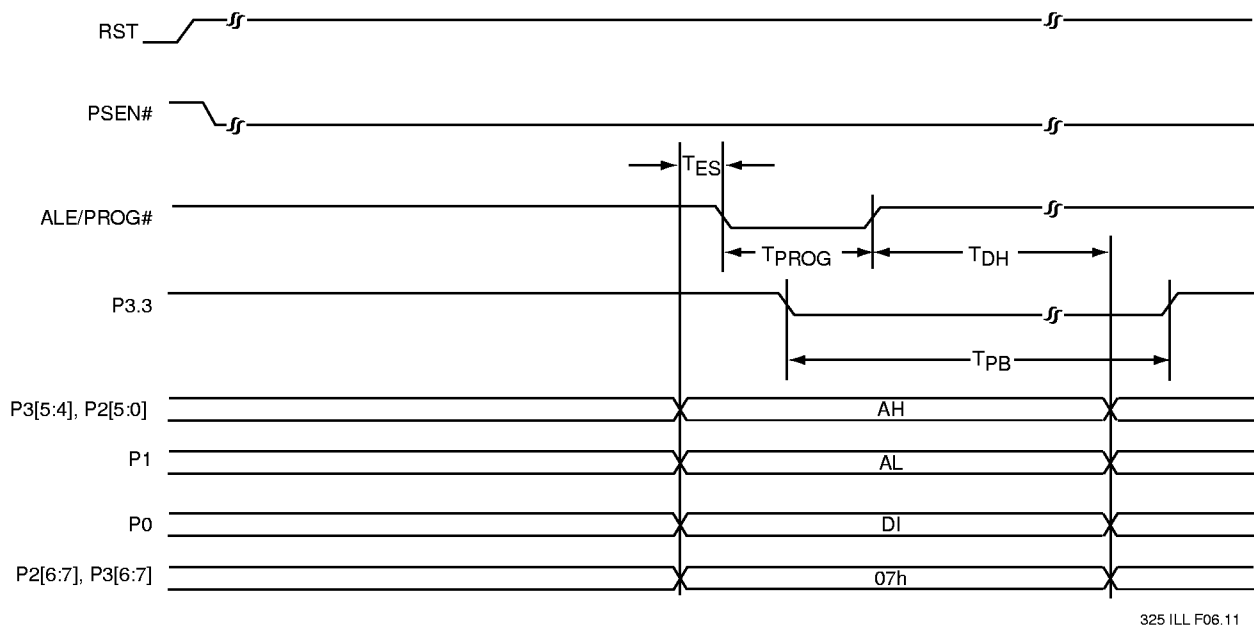 RST
PSEN#
TES
ALE/PROG#
TPROG
TDH
P3.3
TPB
P3[5:4], P2[5:0]
AH
P1
AL
P0
DI
P2[6:7], P3[6:7]
07h
325 ILL F06.11